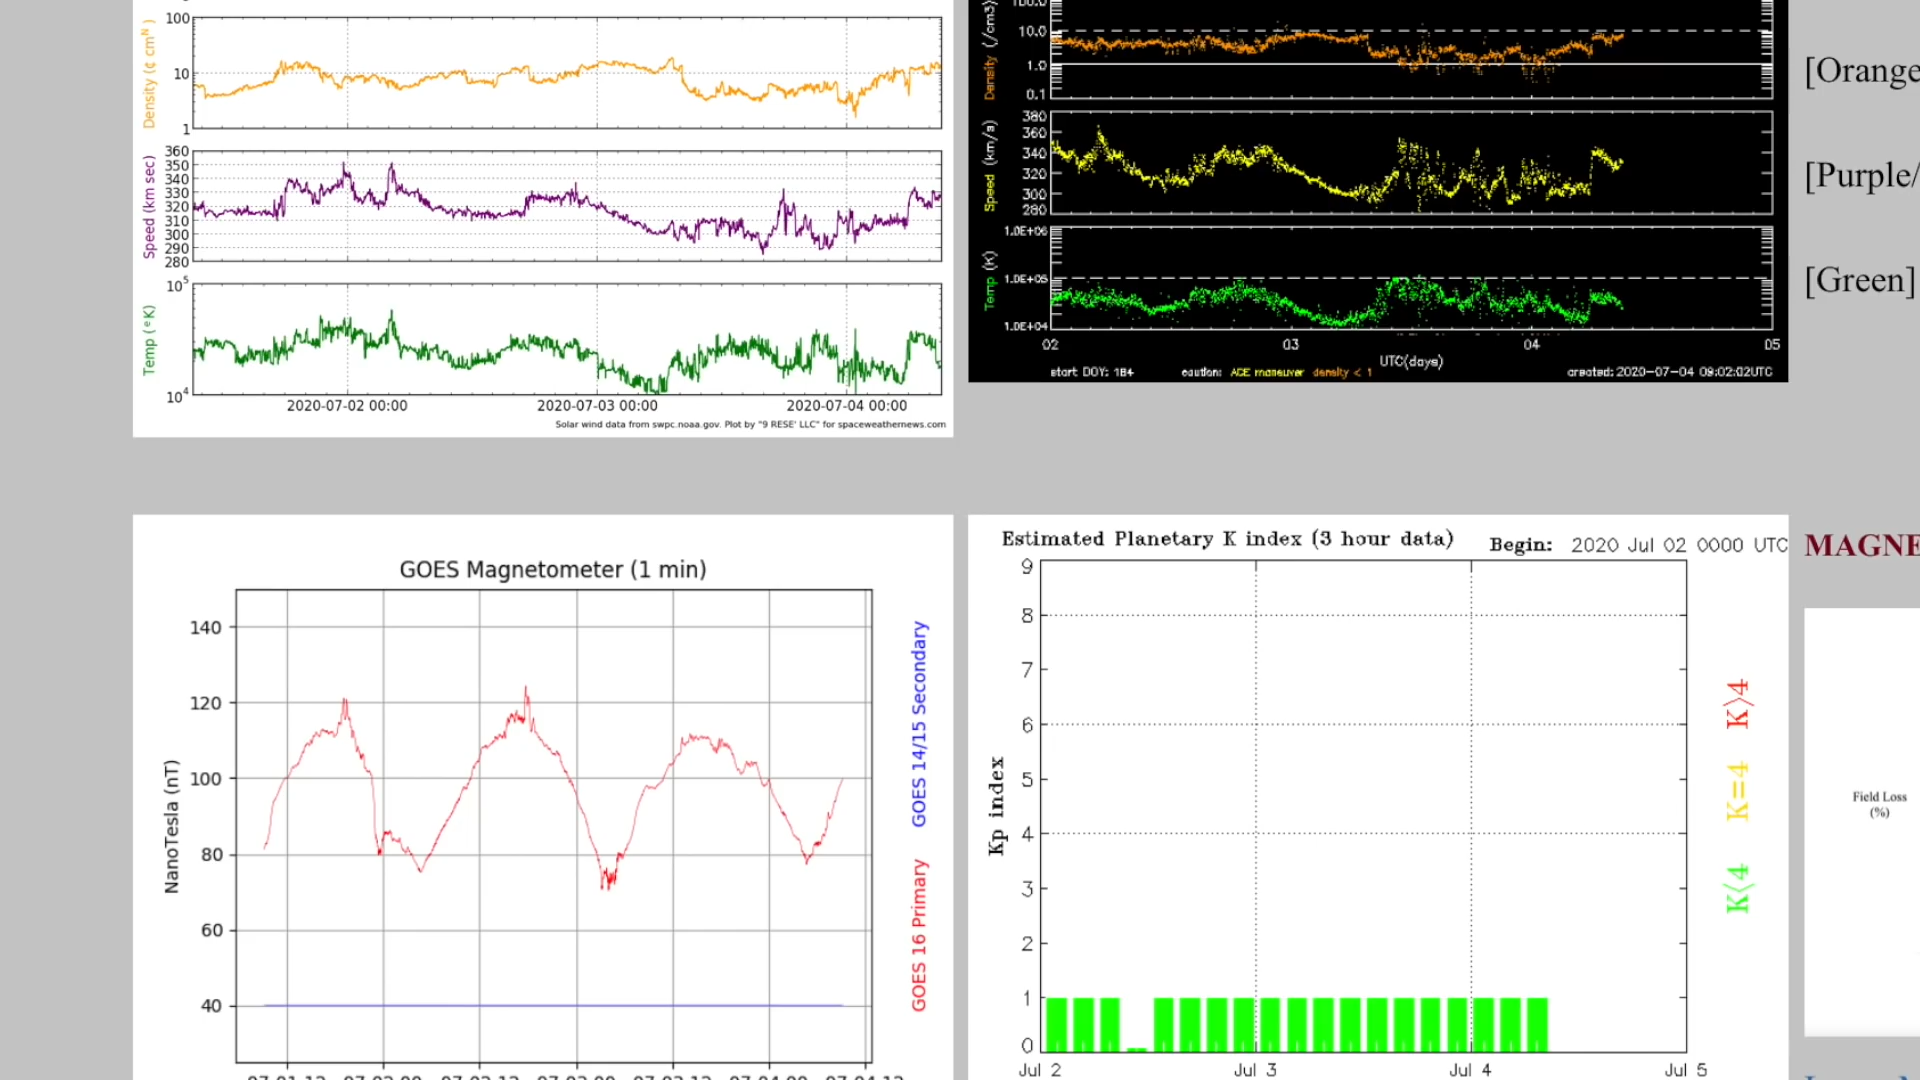 100
10
1
Density (¢ cmᴺ)
360
350
340
330
320
310
300
290
280
Speed (km sec)
10⁵
10⁴
Temp (°K)
2020-07-02 00:00 2020-07-03 00:00 2020-07-04 00:00
Solar wind data from swpc.noaa.gov. Plot by "9 RESE' LLC" for spaceweathernews.com
100.0
10.0
1.0
0.1
Density (/cm3)
380
360
340
320
300
280
Speed (km/s)
1.0E+06
1.0E+05
1.0E+04
Temp (K)
02 03 04 05
UTC(days)
start DOY: 184 caution: ACE maneuver density < 1 created: 2020-07-04 09:02:02UTC
[Orange
[Purple/
[Green]
GOES Magnetometer (1 min)
140
120
100
80
60
40
NanoTesla (nT)
GOES 16 Primary GOES 14/15 Secondary
Estimated Planetary K index (3 hour data) Begin: 2020 Jul 02 0000 UTC
9
8
7
6
5
4
3
2
1
0
Kp index
K<4 K=4 K>4
Jul 2 Jul 3 Jul 4 Jul 5
MAGNE
Field Loss
(%)